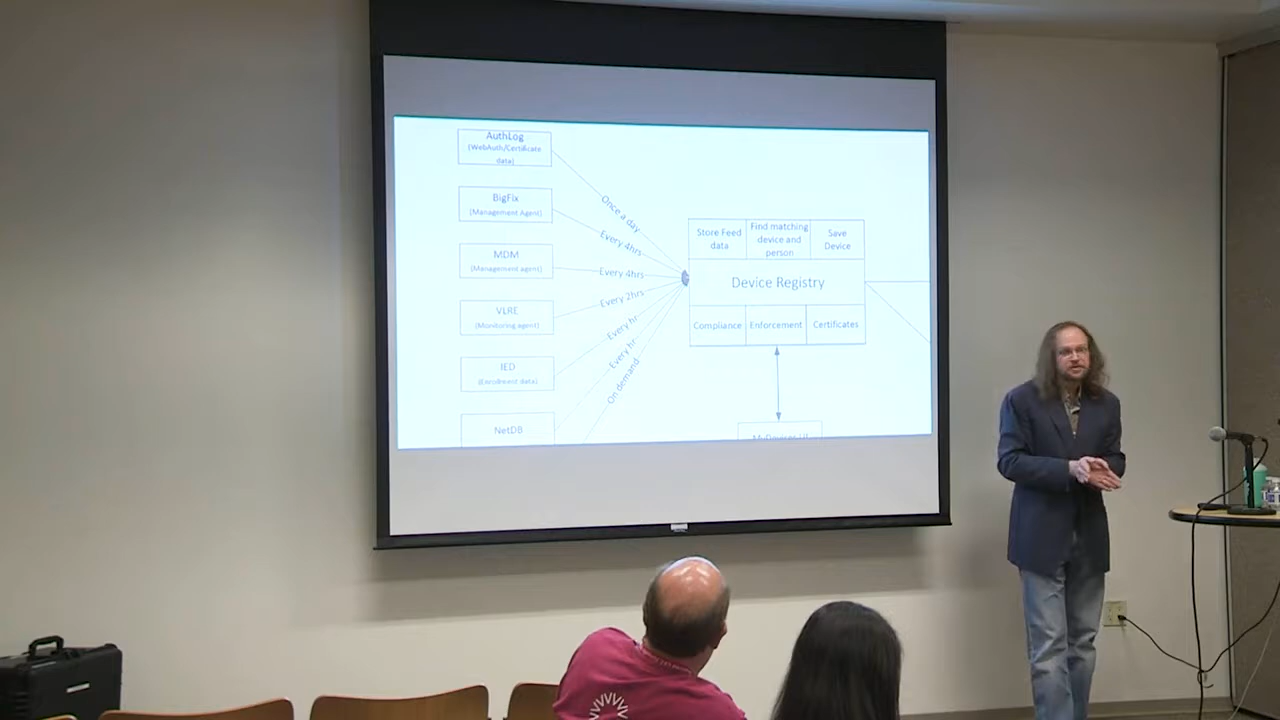 AuthLog
(WebAuth/Certificate
data)
BigFix
(Management Agent)
MDM
(Management agent)
VLRE
(Monitoring agent)
IED
(Enrollment data)
NetDB
Once a day
Every 4hrs
Every 4hrs
Every 2hrs
Every hr
Every hr
On demand
Store Feed
data
Find matching
device and
person
Save
Device
Device Registry
Compliance
Enforcement
Certificates